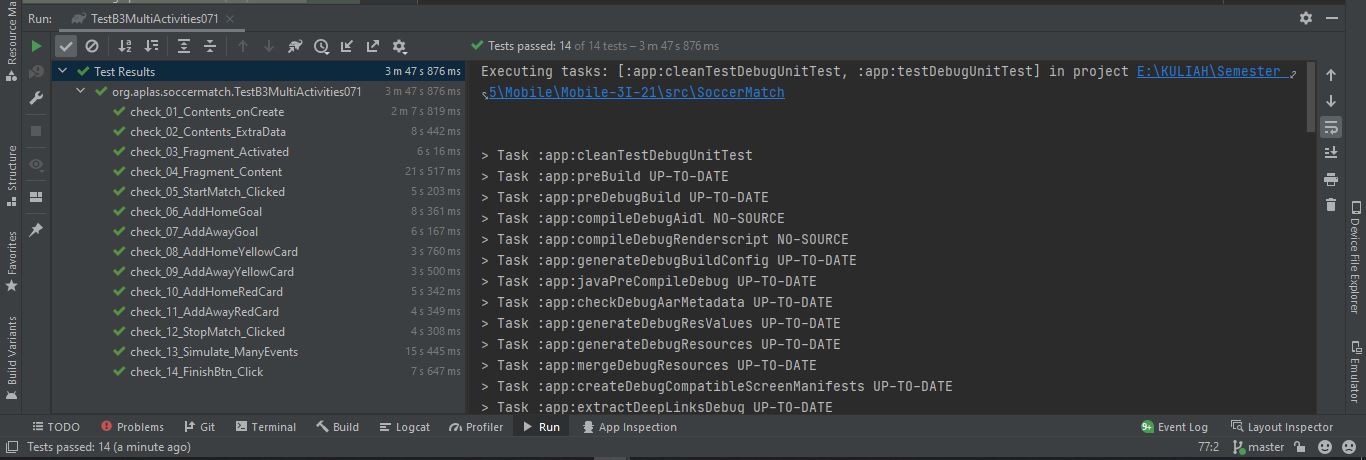 Run: TestB3MultiActivities071
Tests passed: 14 of 14 tests – 3 m 47 s 876 ms
Test Results 3 m 47 s 876 ms
org.aplas.soccermatch.TestB3MultiActivities071 3 m 47 s 876 ms
check_01_Contents_onCreate 2 m 7 s 819 ms
check_02_Contents_ExtraData 8 s 442 ms
check_03_Fragment_Activated 6 s 16 ms
check_04_Fragment_Content 21 s 517 ms
check_05_StartMatch_Clicked 5 s 203 ms
check_06_AddHomeGoal 8 s 361 ms
check_07_AddAwayGoal 6 s 167 ms
check_08_AddHomeYellowCard 3 s 760 ms
check_09_AddAwayYellowCard 3 s 500 ms
check_10_AddHomeRedCard 5 s 342 ms
check_11_AddAwayRedCard 4 s 349 ms
check_12_StopMatch_Clicked 4 s 308 ms
check_13_Simulate_ManyEvents 15 s 445 ms
check_14_FinishBtn_Click 7 s 647 ms
Executing tasks: [:app:cleanTestDebugUnitTest, :app:testDebugUnitTest] in project E:\KULIAH\Semester
5\Mobile\Mobile-3I-21\src\SoccerMatch
> Task :app:cleanTestDebugUnitTest
> Task :app:preBuild UP-TO-DATE
> Task :app:preDebugBuild UP-TO-DATE
> Task :app:compileDebugAidl NO-SOURCE
> Task :app:compileDebugRenderscript NO-SOURCE
> Task :app:generateDebugBuildConfig UP-TO-DATE
> Task :app:javaPreCompileDebug UP-TO-DATE
> Task :app:checkDebugAarMetadata UP-TO-DATE
> Task :app:generateDebugResValues UP-TO-DATE
> Task :app:generateDebugResources UP-TO-DATE
> Task :app:mergeDebugResources UP-TO-DATE
> Task :app:createDebugCompatibleScreenManifests UP-TO-DATE
> Task :app:extractDeepLinksDebug UP-TO-DATE
Resource Ma
Structure
Favorites
Build Variants
Device File Explorer
Emulator
TODO Problems Git Terminal Build Logcat Profiler Run App Inspection 9+ Event Log Layout Inspector
Tests passed: 14 (a minute ago) 77:2 master